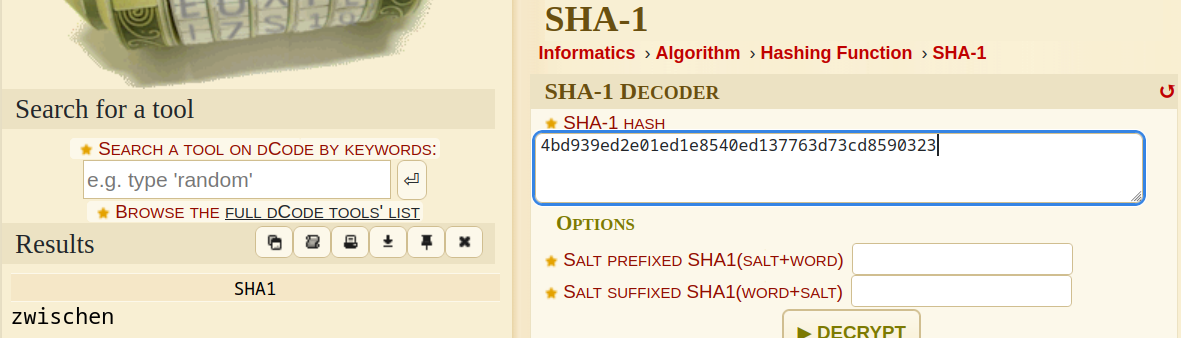 Search for a tool
★ SEARCH A TOOL ON DCODE BY KEYWORDS:
e.g. type 'random'
★ BROWSE THE FULL DCODE TOOLS' LIST
Results
SHA1
zwischen
SHA-1
Informatics › Algorithm › Hashing Function › SHA-1
SHA-1 DECODER
★ SHA-1 HASH
4bd939ed2e01ed1e8540ed137763d73cd8590323
OPTIONS
★ SALT PREFIXED SHA1(SALT+WORD)
★ SALT SUFFIXED SHA1(WORD+SALT)
▶ DECRYPT